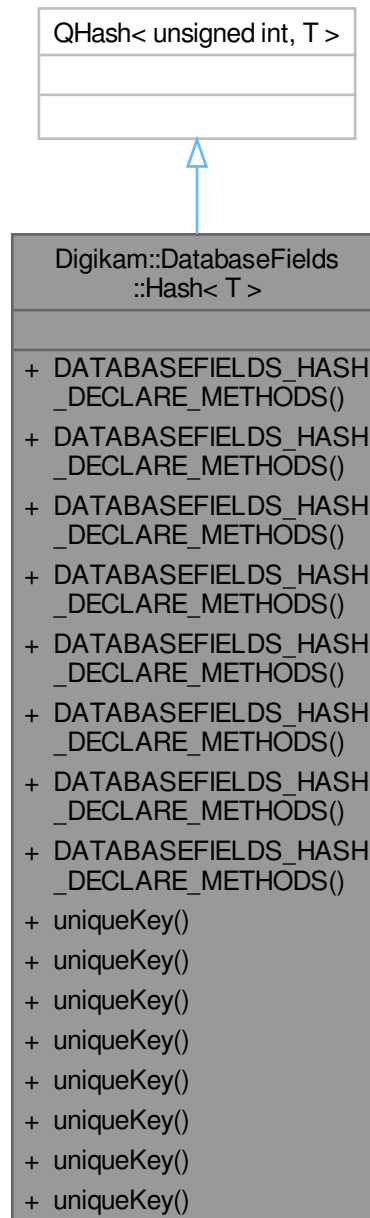 QHash< unsigned int, T >
Digikam::DatabaseFields
::Hash< T >
+ DATABASEFIELDS_HASH
_DECLARE_METHODS()
+ DATABASEFIELDS_HASH
_DECLARE_METHODS()
+ DATABASEFIELDS_HASH
_DECLARE_METHODS()
+ DATABASEFIELDS_HASH
_DECLARE_METHODS()
+ DATABASEFIELDS_HASH
_DECLARE_METHODS()
+ DATABASEFIELDS_HASH
_DECLARE_METHODS()
+ DATABASEFIELDS_HASH
_DECLARE_METHODS()
+ DATABASEFIELDS_HASH
_DECLARE_METHODS()
+ uniqueKey()
+ uniqueKey()
+ uniqueKey()
+ uniqueKey()
+ uniqueKey()
+ uniqueKey()
+ uniqueKey()
+ uniqueKey()